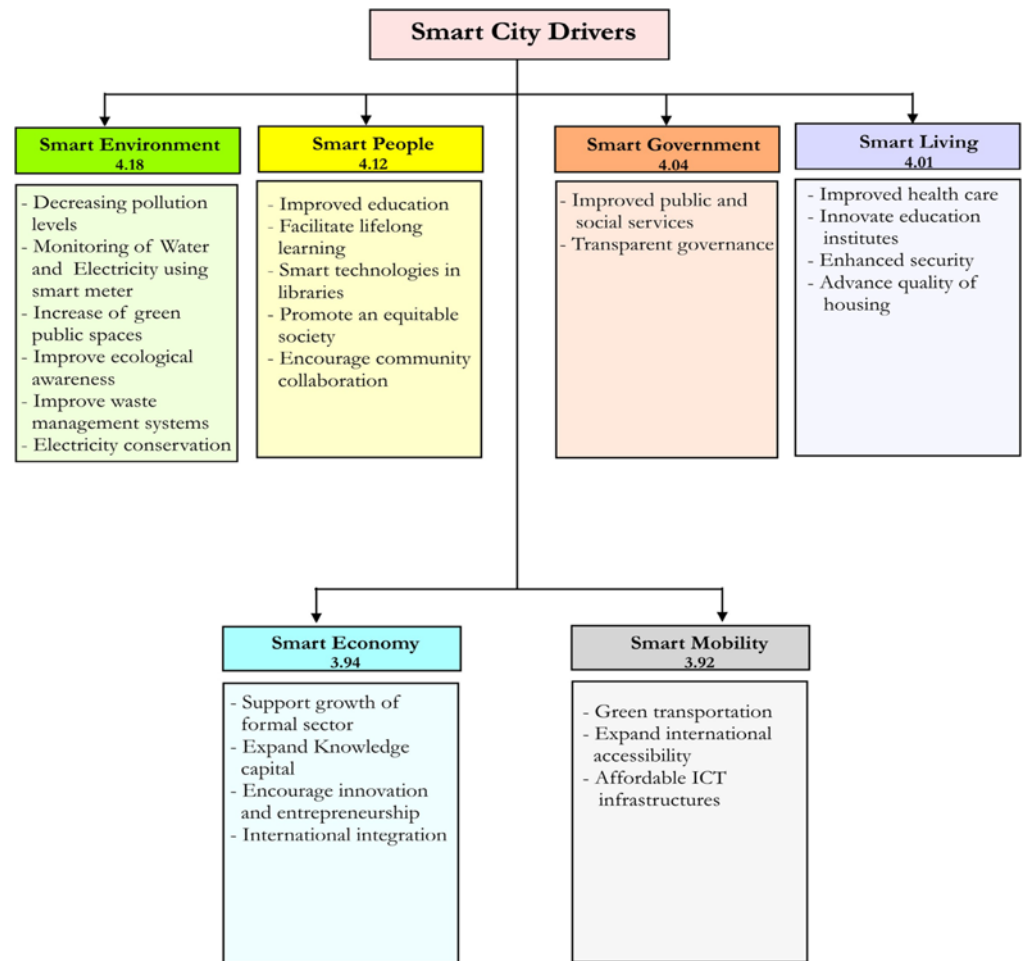 Smart City Drivers
Smart Environment
4.18
- Decreasing pollution
levels
- Monitoring of Water
and Electricity using
smart meter
- Increase of green
public spaces
- Improve ecological
awareness
- Improve waste
management systems
- Electricity conservation
Smart People
4.12
- Improved education
- Facilitate lifelong
learning
- Smart technologies in
libraries
- Promote an equitable
society
- Encourage community
collaboration
Smart Government
4.04
- Improved public and
social services
- Transparent governance
Smart Living
4.01
- Improved health care
- Innovate education
institutes
- Enhanced security
- Advance quality of
housing
Smart Economy
3.94
- Support growth of
formal sector
- Expand Knowledge
capital
- Encourage innovation
and entrepreneurship
- International integration
Smart Mobility
3.92
- Green transportation
- Expand international
accessibility
- Affordable ICT
infrastructures